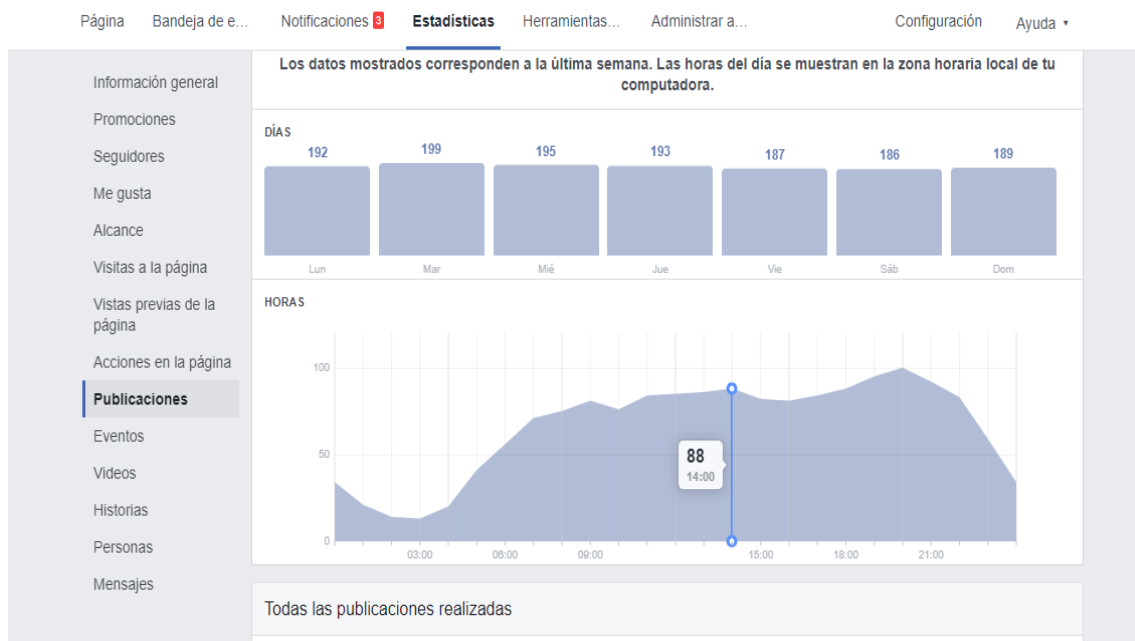 Página Bandeja de e... Notificaciones 3 Estadísticas Herramientas... Administrar a... Configuración Ayuda
Información general
Promociones
Seguidores
Me gusta
Alcance
Visitas a la página
Vistas previas de la
página
Acciones en la página
Publicaciones
Eventos
Videos
Historias
Personas
Mensajes
Los datos mostrados corresponden a la última semana. Las horas del día se muestran en la zona horaria local de tu
computadora.
DÍAS
192 199 195 193 187 186 189
Lun Mar Mié Jue Vie Sáb Dom
HORAS
100
50
0
88
14:00
03:00 06:00 09:00 15:00 18:00 21:00
Todas las publicaciones realizadas